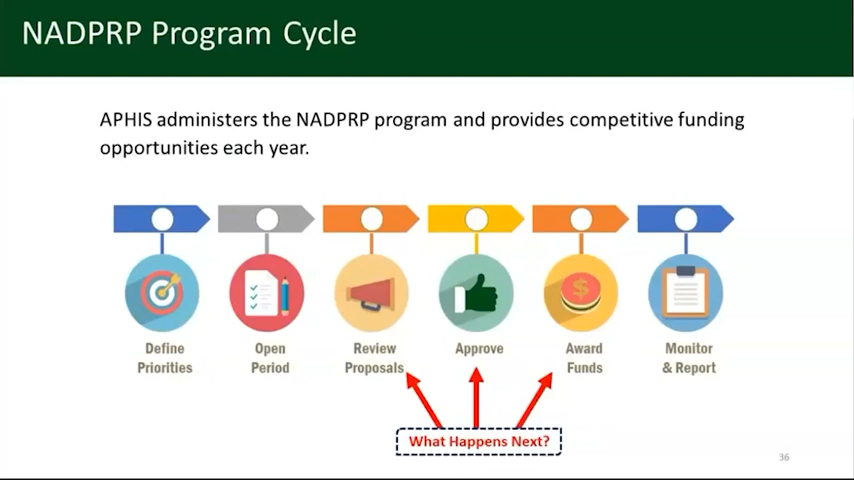 NADPRP Program Cycle
APHIS administers the NADPRP program and provides competitive funding
opportunities each year.
Define
Priorities
Open
Period
Review
Proposals
Approve
$
Award
Funds
Monitor
& Report
What Happens Next?
36